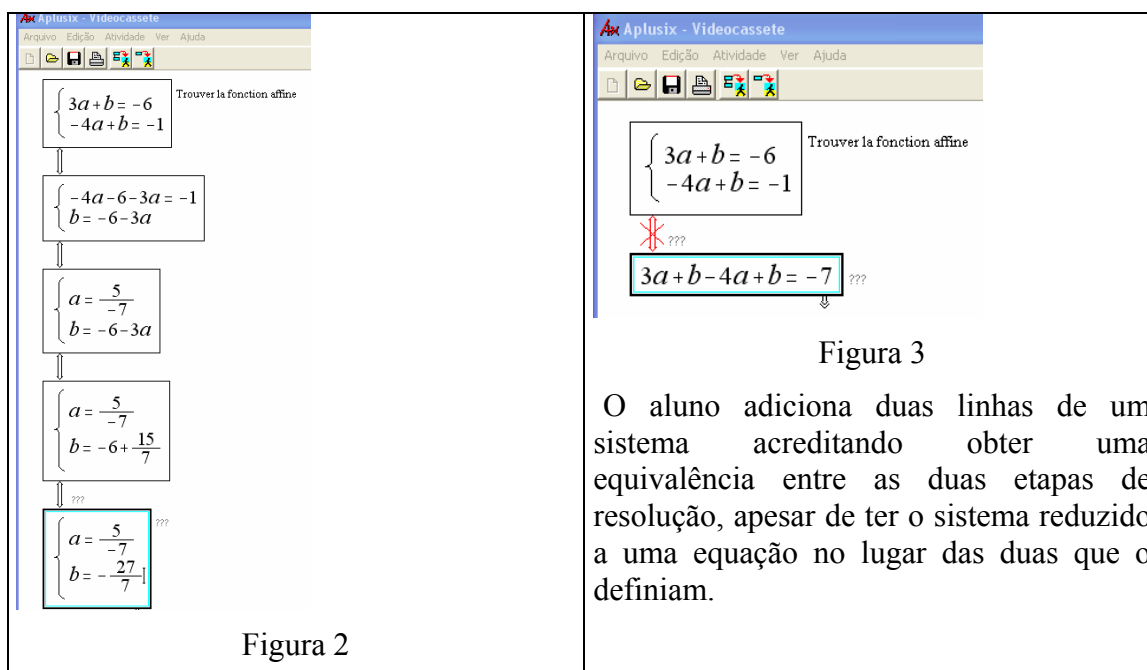 Aplusix - Videocassete
Arquivo Edição Atividade Ver Ajuda
3a+b = -6
-4a+b = -1
Trouver la fonction affine
-4a-6-3a = -1
b = -6-3a
a = 5/-7
b = -6-3a
a = 5/-7
b = -6+15/7
???
a = 5/-7
b = -27/7
???
Figura 2
Aplusix - Videocassete
Arquivo Edição Atividade Ver Ajuda
3a+b = -6
-4a+b = -1
Trouver la fonction affine
???
3a+b-4a+b = -7 ???
Figura 3
O aluno adiciona duas linhas de um
sistema acreditando obter uma
equivalência entre as duas etapas de
resolução, apesar de ter o sistema reduzido
a uma equação no lugar das duas que o
definiam.